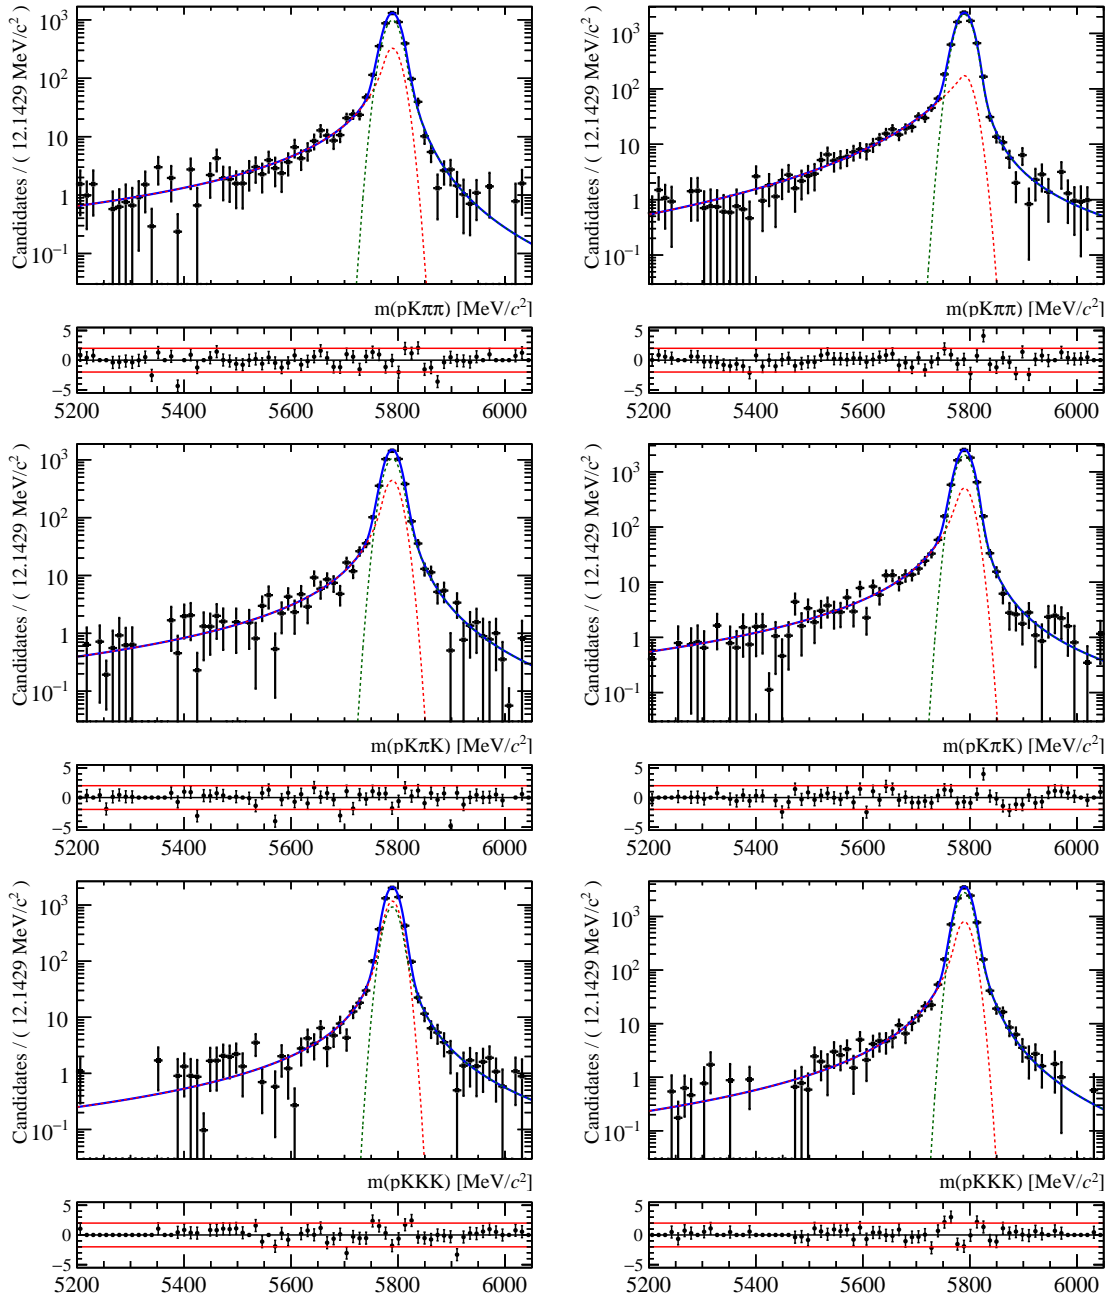 Candidates / ( 12.1429 MeV/c²)
10³
10²
10
1
10⁻¹
m(pKππ) [MeV/c²]
5
0
−5
5200 5400 5600 5800 6000
Candidates / ( 12.1429 MeV/c² )
10³
10²
10
1
10⁻¹
m(pKππ) [MeV/c²]
5
0
−5
5200 5400 5600 5800 6000
Candidates / ( 12.1429 MeV/c² )
10³
10²
10
1
10⁻¹
m(pKπK) [MeV/c²]
5
0
−5
5200 5400 5600 5800 6000
Candidates / ( 12.1429 MeV/c² )
10³
10²
10
1
10⁻¹
m(pKπK) [MeV/c²]
5
0
−5
5200 5400 5600 5800 6000
Candidates / ( 12.1429 MeV/c² )
10³
10²
10
1
10⁻¹
m(pKKK) [MeV/c²]
5
0
−5
5200 5400 5600 5800 6000
Candidates / ( 12.1429 MeV/c² )
10³
10²
10
1
10⁻¹
m(pKKK) [MeV/c²]
5
0
−5
5200 5400 5600 5800 6000